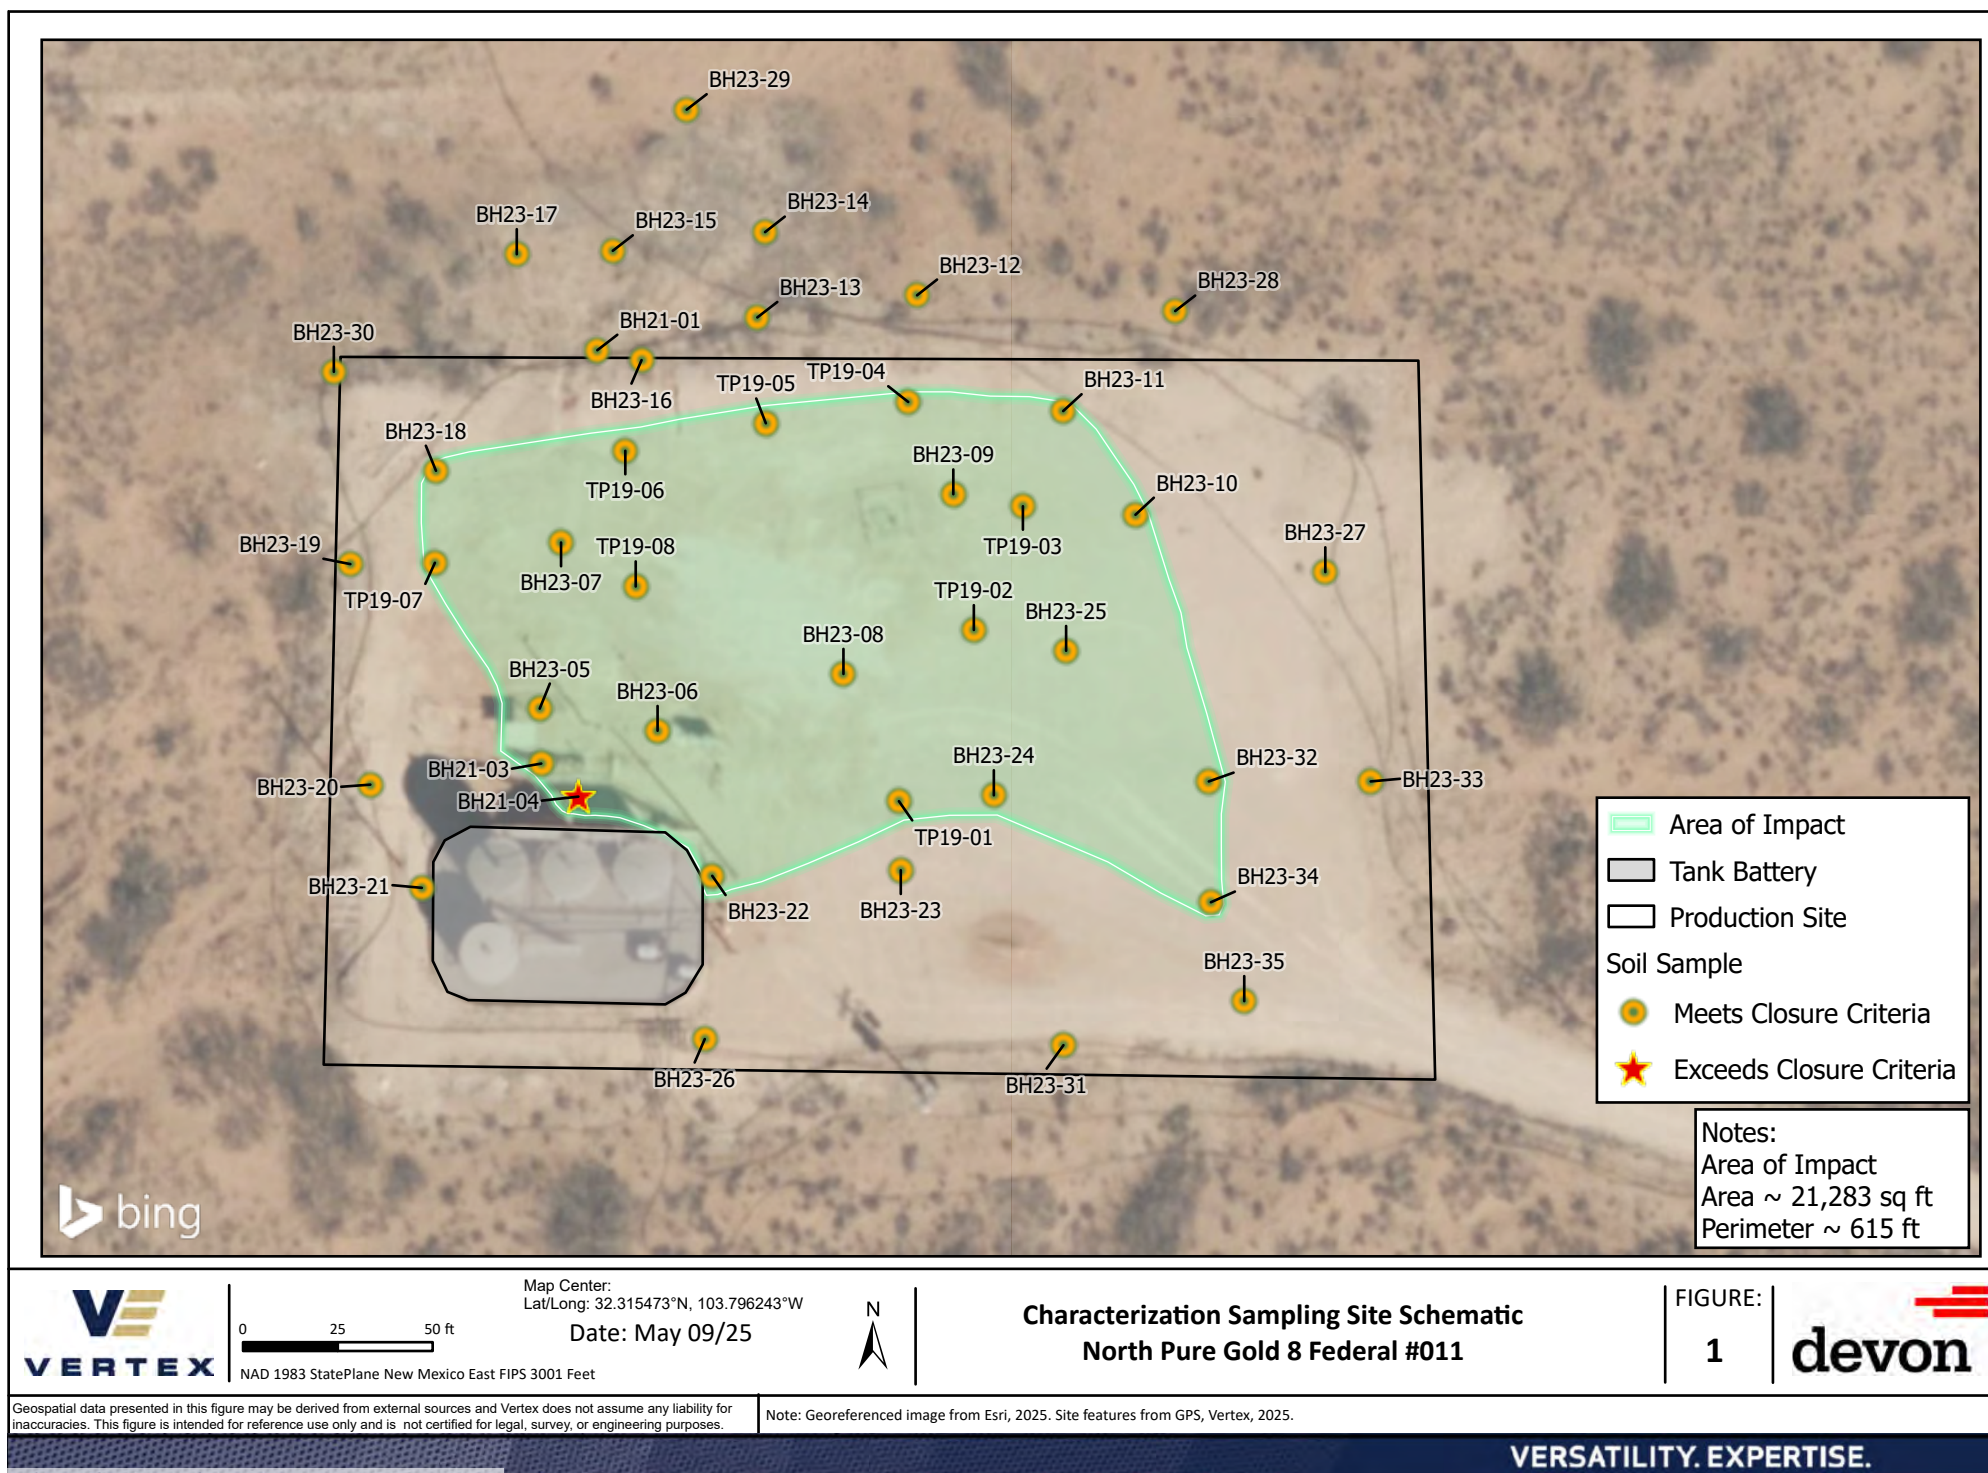 BH23-29
BH23-14
BH23-17
BH23-15
BH23-12
BH23-28
BH23-13
BH21-01
BH23-30
TP19-04
TP19-05
BH23-11
BH23-16
BH23-18
BH23-09
BH23-10
TP19-06
BH23-27
BH23-19
TP19-08
TP19-03
BH23-07
TP19-07
TP19-02
BH23-25
BH23-08
BH23-05
BH23-06
BH23-24
BH23-32
BH21-03
BH23-20
BH23-33
BH21-04
TP19-01
BH23-34
BH23-21
BH23-22
BH23-23
BH23-35
BH23-26
BH23-31
Area of Impact
Tank Battery
Production Site
Soil Sample
Meets Closure Criteria
Exceeds Closure Criteria
Notes:
Area of Impact
Area ~ 21,283 sq ft
Perimeter ~ 615 ft
bing
VERTEX
0 25 50 ft
NAD 1983 StatePlane New Mexico East FIPS 3001 Feet
Map Center:
Lat/Long: 32.315473°N, 103.796243°W
Date: May 09/25
N
Characterization Sampling Site Schematic
North Pure Gold 8 Federal #011
FIGURE:
1
devon
Geospatial data presented in this figure may be derived from external sources and Vertex does not assume any liability for
inaccuracies. This figure is intended for reference use only and is not certified for legal, survey, or engineering purposes.
Note: Georeferenced image from Esri, 2025. Site features from GPS, Vertex, 2025.
VERSATILITY. EXPERTISE.